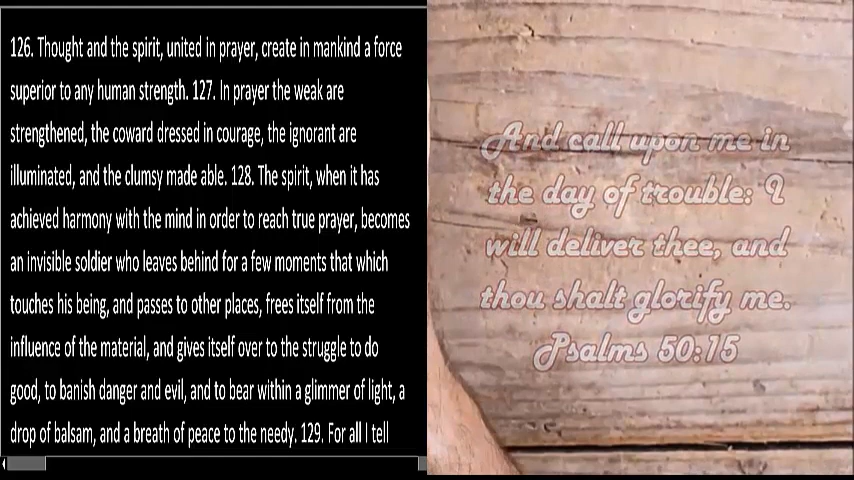 126. Thought and the spirit, united in prayer, create in mankind a force
superior to any human strength. 127. In prayer the weak are
strengthened, the coward dressed in courage, the ignorant are
illuminated, and the clumsy made able. 128. The spirit, when it has
achieved harmony with the mind in order to reach true prayer, becomes
an invisible soldier who leaves behind for a few moments that which
touches his being, and passes to other places, frees itself from the
influence of the material, and gives itself over to the struggle to do
good, to banish danger and evil, and to bear within a glimmer of light, a
drop of balsam, and a breath of peace to the needy. 129. For all I tell
And call upon me in
the day of trouble: I
will deliver thee, and
thou shalt glorify me.
Psalms 50:15